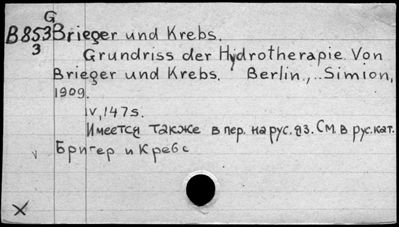 G
B853 Brieger und Krebs.
3
Grundriss der Hydrotherapie. Von
Brieger und Krebs. Berlin., Simion,
1909.
IV, 147s.
Имеется также в пер. на рус. яз. См. в рус. кат.
Бригер и Кребс